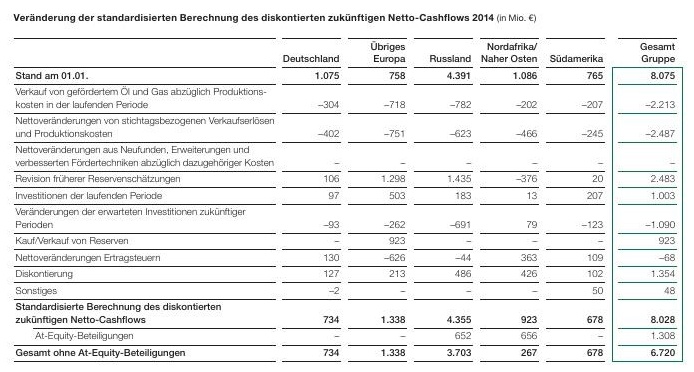 Veränderung der standardisierten Berechnung des diskontierten zukünftigen Netto-Cashflows 2014 (in Mio. €)
Deutschland Übriges Europa Russland Nordafrika/ Naher Osten Südamerika Gesamt Gruppe
Stand am 01.01. 1.075 758 4.391 1.086 765 8.075
Verkauf von gefördertem Öl und Gas abzüglich Produktions-
kosten in der laufenden Periode –304 –718 –782 –202 –207 –2.213
Nettoveränderungen von stichtagsbezogenen Verkaufserlösen
und Produktionskosten –402 –751 –623 –466 –245 –2.487
Nettoveränderungen aus Neufunden, Erweiterungen und
verbesserten Fördertechniken abzüglich dazugehöriger Kosten – – – – – –
Revision früherer Reservenschätzungen 106 1.298 1.435 –376 20 2.483
Investitionen der laufenden Periode 97 503 183 13 207 1.003
Veränderungen der erwarteten Investitionen zukünftiger
Perioden –93 –262 –691 79 –123 –1.090
Kauf/Verkauf von Reserven – 923 – – – 923
Nettoveränderungen Ertragsteuern 130 –626 –44 363 109 –68
Diskontierung 127 213 486 426 102 1.354
Sonstiges –2 – – – 50 48
Standardisierte Berechnung des diskontierten
zukünftigen Netto-Cashflows 734 1.338 4.355 923 678 8.028
At-Equity-Beteiligungen – – 652 656 – 1.308
Gesamt ohne At-Equity-Beteiligungen 734 1.338 3.703 267 678 6.720